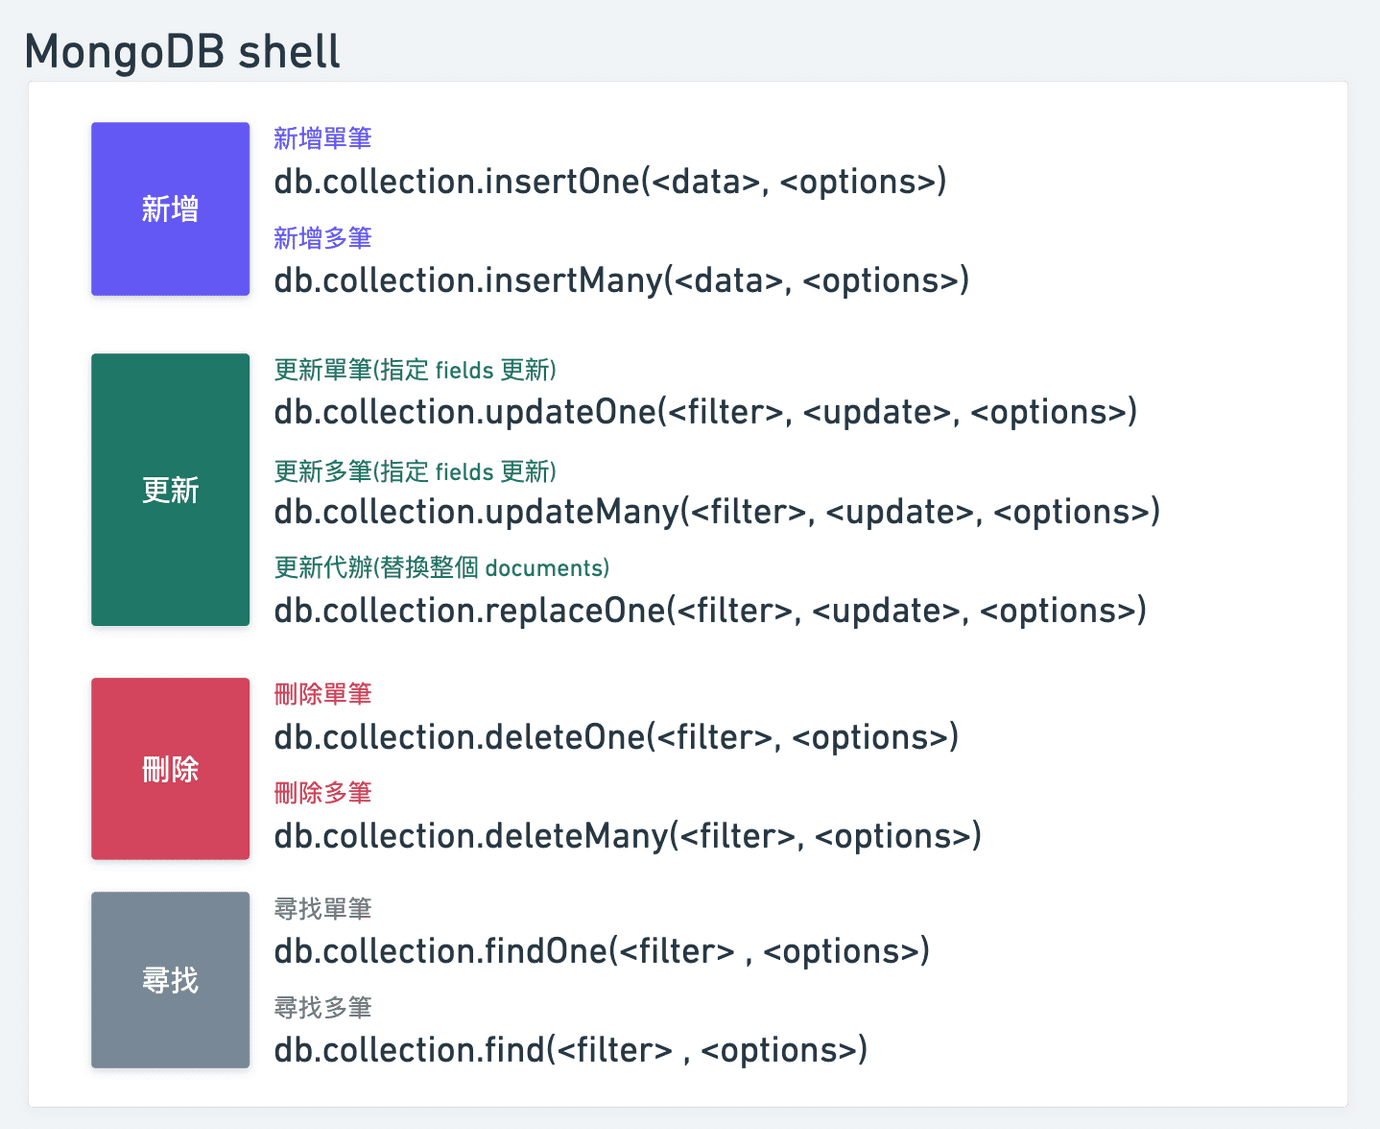 MongoDB shell
新增
新增單筆
db.collection.insertOne(<data>, <options>)
新增多筆
db.collection.insertMany(<data>, <options>)
更新
更新單筆(指定 fields 更新)
db.collection.updateOne(<filter>, <update>, <options>)
更新多筆(指定 fields 更新)
db.collection.updateMany(<filter>, <update>, <options>)
更新代辦(替換整個 documents)
db.collection.replaceOne(<filter>, <update>, <options>)
刪除
刪除單筆
db.collection.deleteOne(<filter>, <options>)
刪除多筆
db.collection.deleteMany(<filter>, <options>)
尋找
尋找單筆
db.collection.findOne(<filter> , <options>)
尋找多筆
db.collection.find(<filter> , <options>)